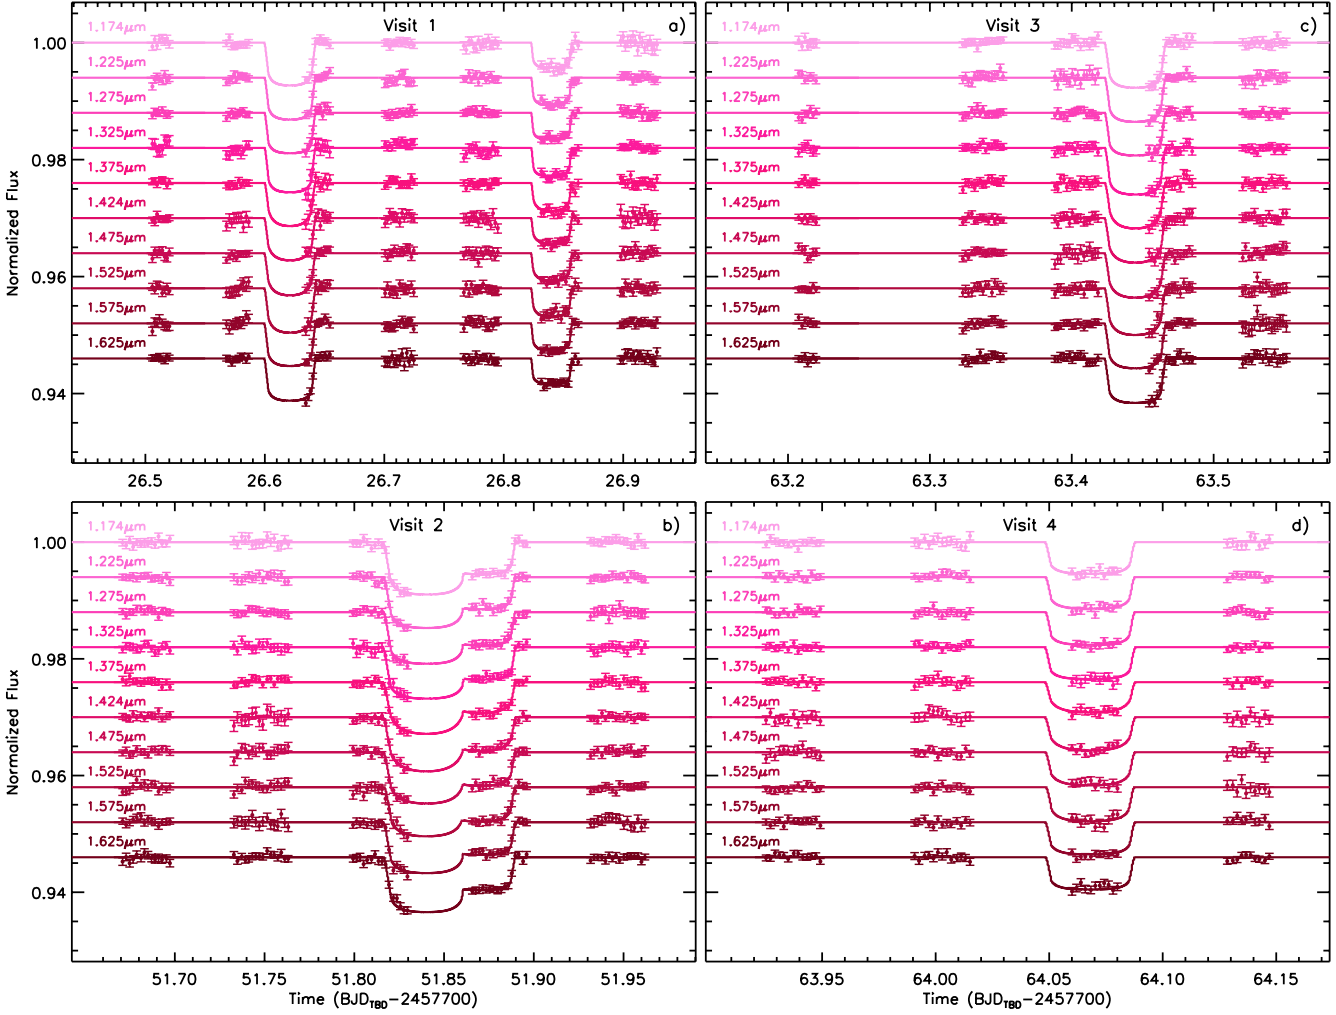 Visit 1
a)
1.174μm
1.00
1.225μm
1.275μm
1.325μm
0.98
1.375μm
1.424μm
1.475μm
0.96
1.525μm
1.575μm
1.625μm
0.94
Normalized Flux
26.5 26.6 26.7 26.8 26.9
Visit 3
c)
1.174μm
1.225μm
1.275μm
1.325μm
1.375μm
1.425μm
1.475μm
1.525μm
1.575μm
1.625μm
63.2 63.3 63.4 63.5
Visit 2
b)
1.174μm
1.00
1.225μm
1.275μm
1.325μm
0.98
1.375μm
1.424μm
1.475μm
0.96
1.525μm
1.575μm
1.625μm
0.94
Normalized Flux
51.70 51.75 51.80 51.85 51.90 51.95
Time (BJDTBD−2457700)
Visit 4
d)
1.174μm
1.225μm
1.275μm
1.325μm
1.375μm
1.425μm
1.475μm
1.525μm
1.575μm
1.625μm
63.95 64.00 64.05 64.10 64.15
Time (BJDTBD−2457700)